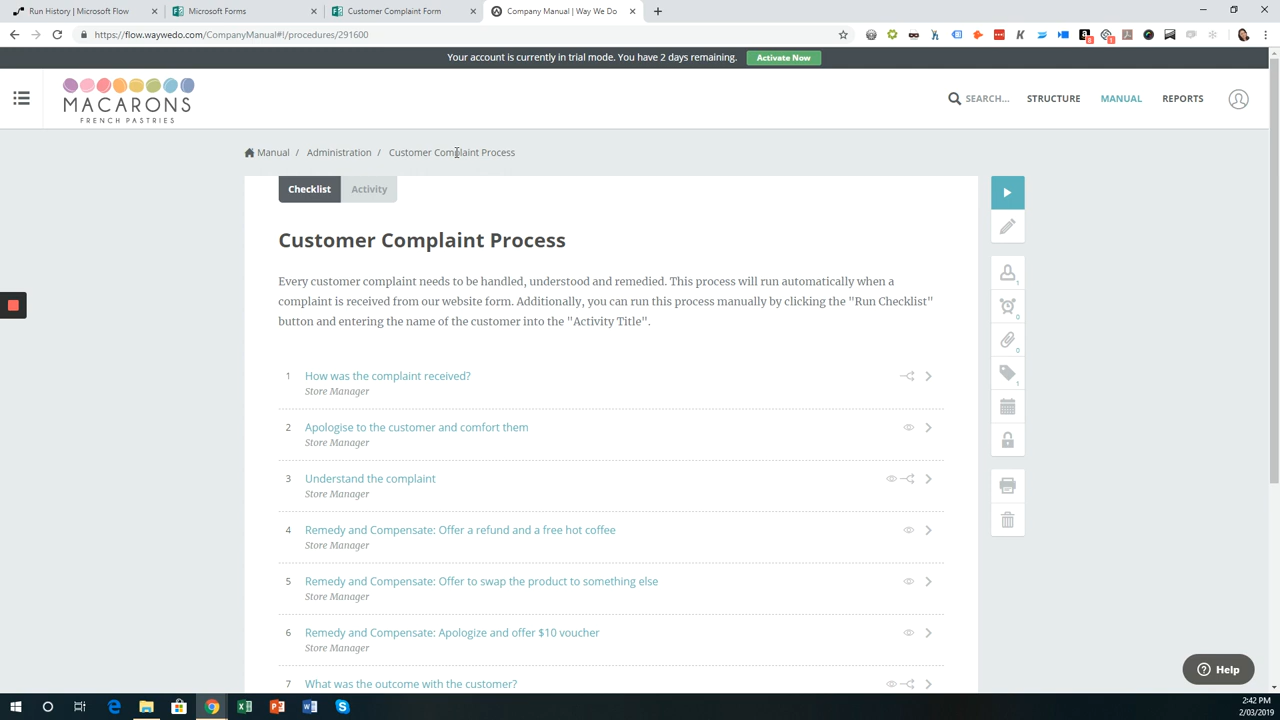 Run History | Microsoft Flow
Microsoft Forms
Customer Complaint Form
Company Manual | Way We Do
https://flow.waywedo.com/CompanyManual#!/procedures/291600
Your account is currently in trial mode. You have 2 days remaining.
Activate Now
MACARONS
FRENCH PASTRIES
SEARCH...
STRUCTURE
MANUAL
REPORTS
Manual / Administration / Customer Complaint Process
Checklist
Activity
Customer Complaint Process
Every customer complaint needs to be handled, understood and remedied. This process will run automatically when a
complaint is received from our website form. Additionally, you can run this process manually by clicking the "Run Checklist"
button and entering the name of the customer into the "Activity Title".
1 How was the complaint received?
Store Manager
2 Apologise to the customer and comfort them
Store Manager
3 Understand the complaint
Store Manager
4 Remedy and Compensate: Offer a refund and a free hot coffee
Store Manager
5 Remedy and Compensate: Offer to swap the product to something else
Store Manager
6 Remedy and Compensate: Apologize and offer $10 voucher
Store Manager
7 What was the outcome with the customer?
1
0
0
1
Help
2:42 PM
2/03/2019